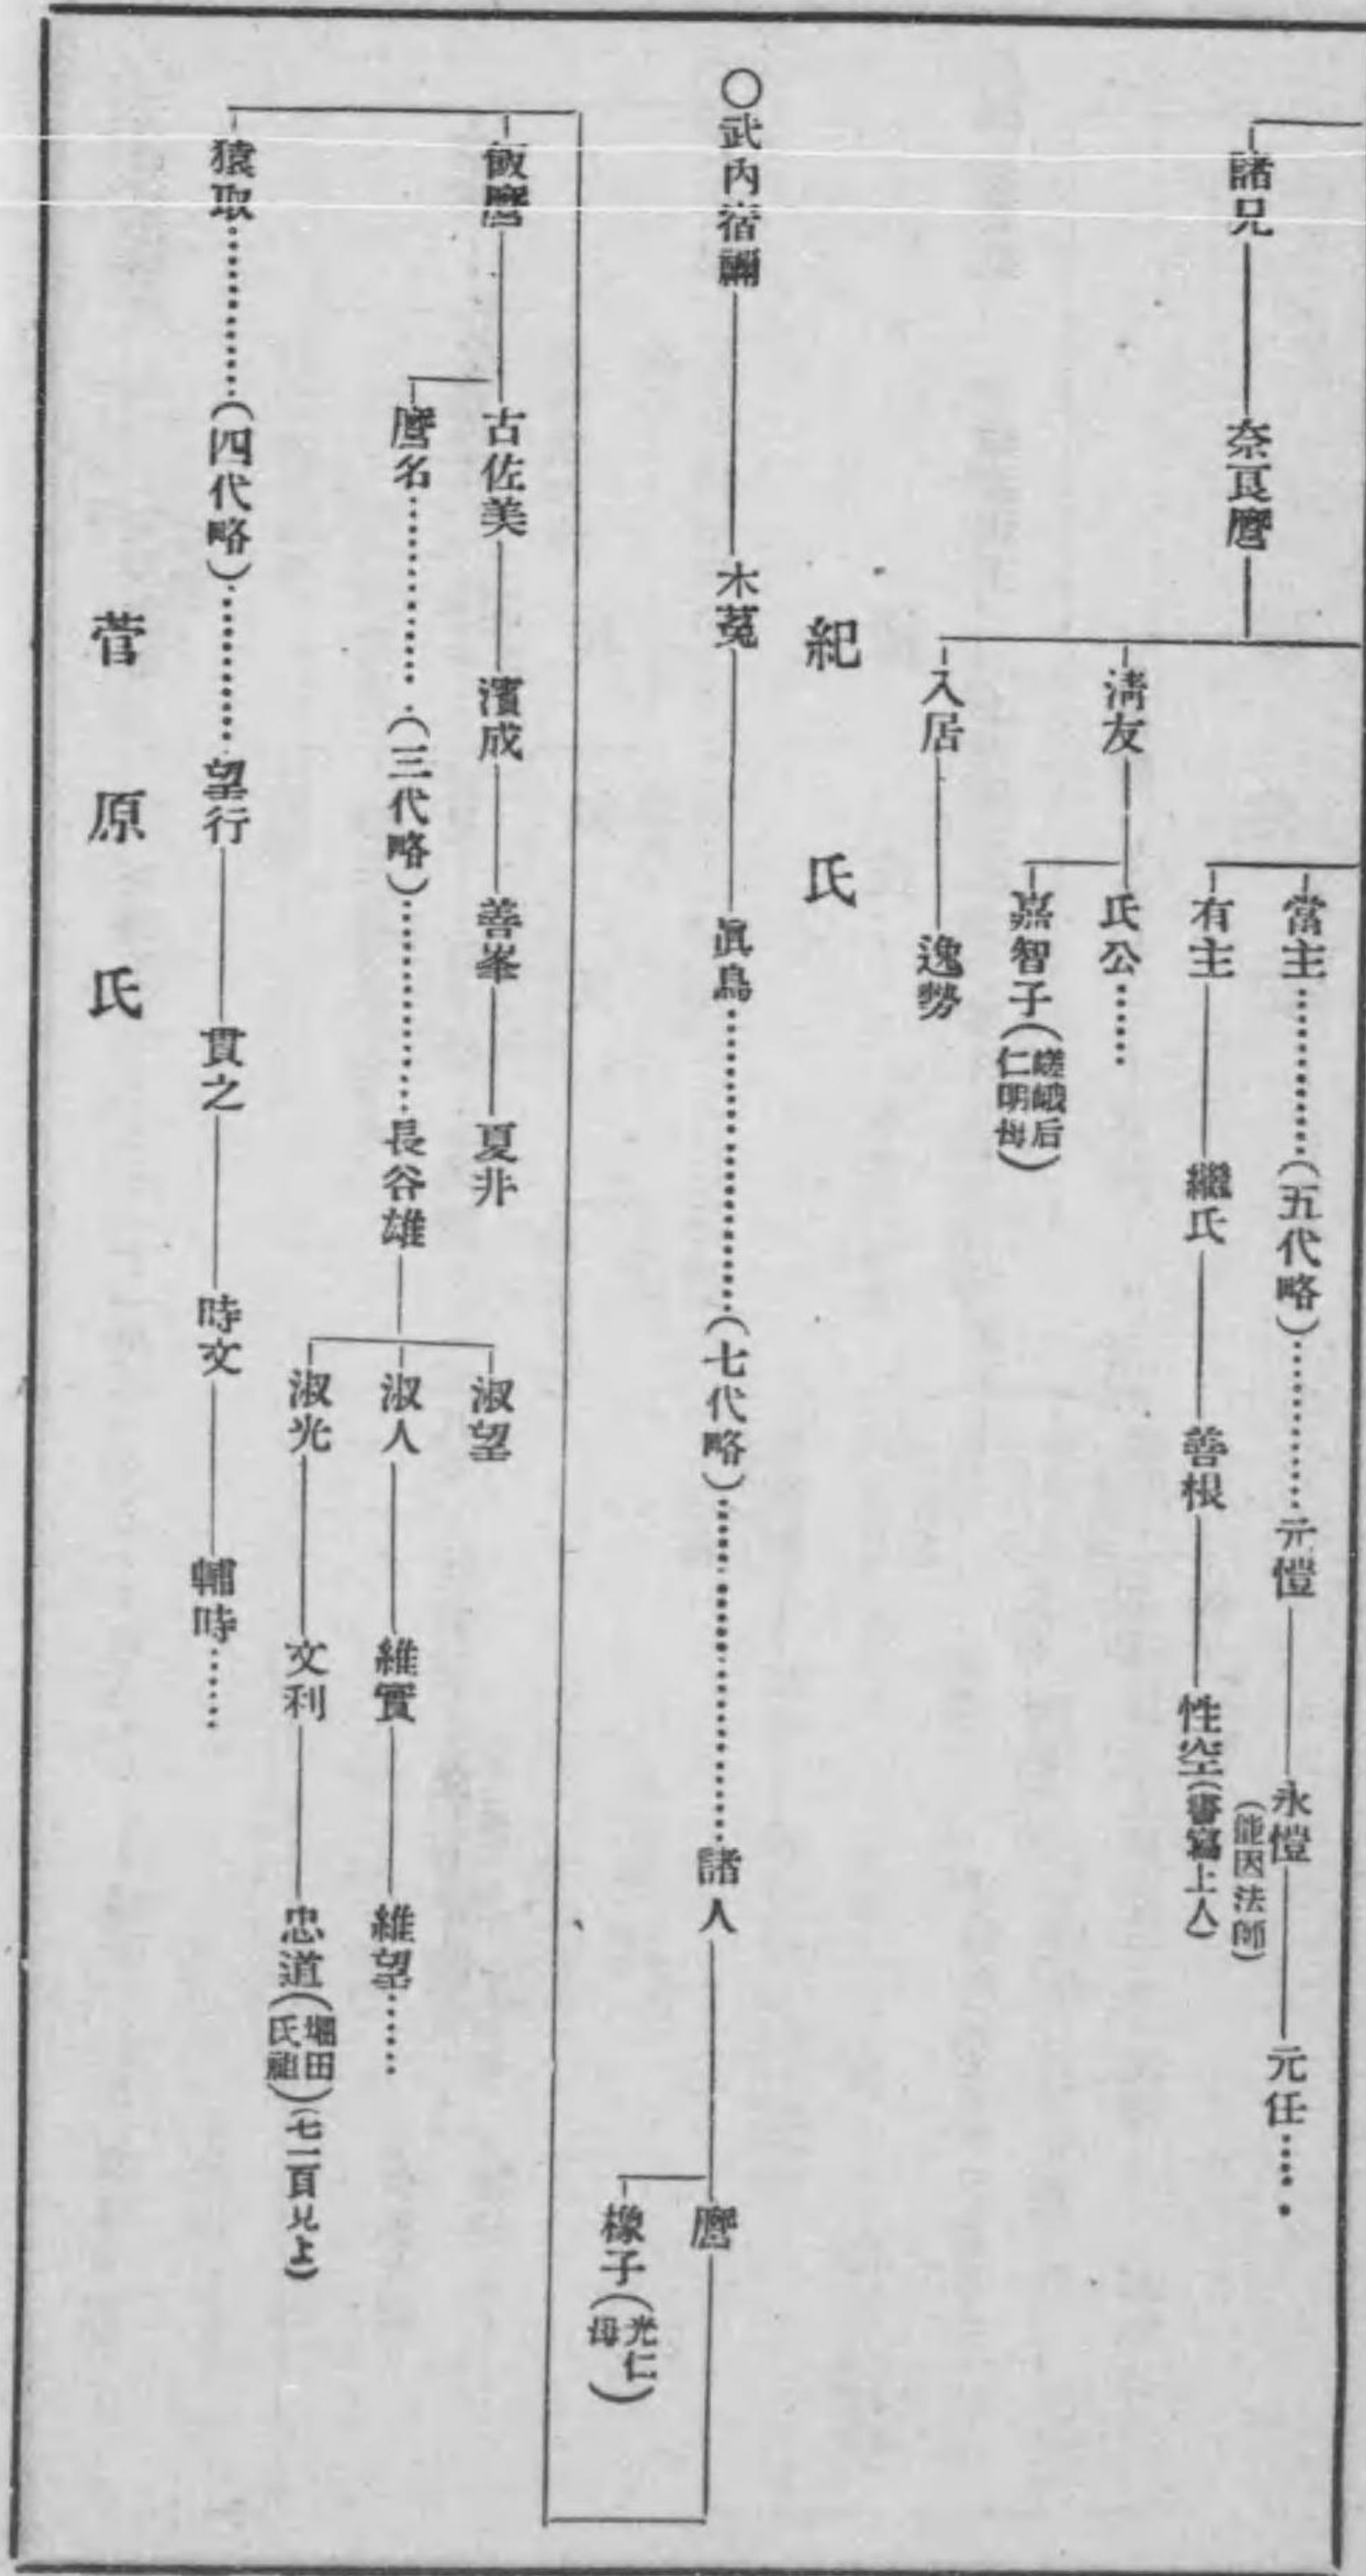 諸兄
奈良麿
當主………(五代略)………元愷
永愷
(能因法師)
元任……
有主
繼氏
善根
性空(書寫上人)
淸友
氏公……
嘉智子(嵯峨后
仁明母)
入居
逸勢
紀氏
〇武內宿禰
木菟
眞鳥………(七代略)………諸人
麿
橡子(光仁
母)
飯麿
古佐美
濱成
善峯
夏井
麿名………(三代略)………長谷雄
淑望
淑人
維實
維望……
淑光
文利
忠道(堀田
氏祖)(七一頁見よ)
猿取………(四代略)………望行
貫之
時文
輔時……
菅原氏